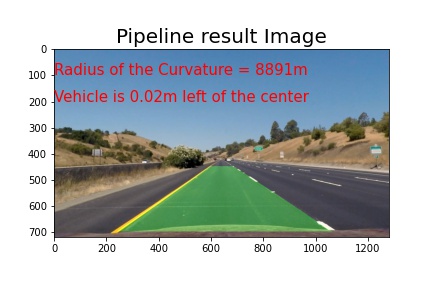 Pipeline result Image
Radius of the Curvature = 8891m
Vehicle is 0.02m left of the center
0
100
200
300
400
500
600
700
0 200 400 600 800 1000 1200